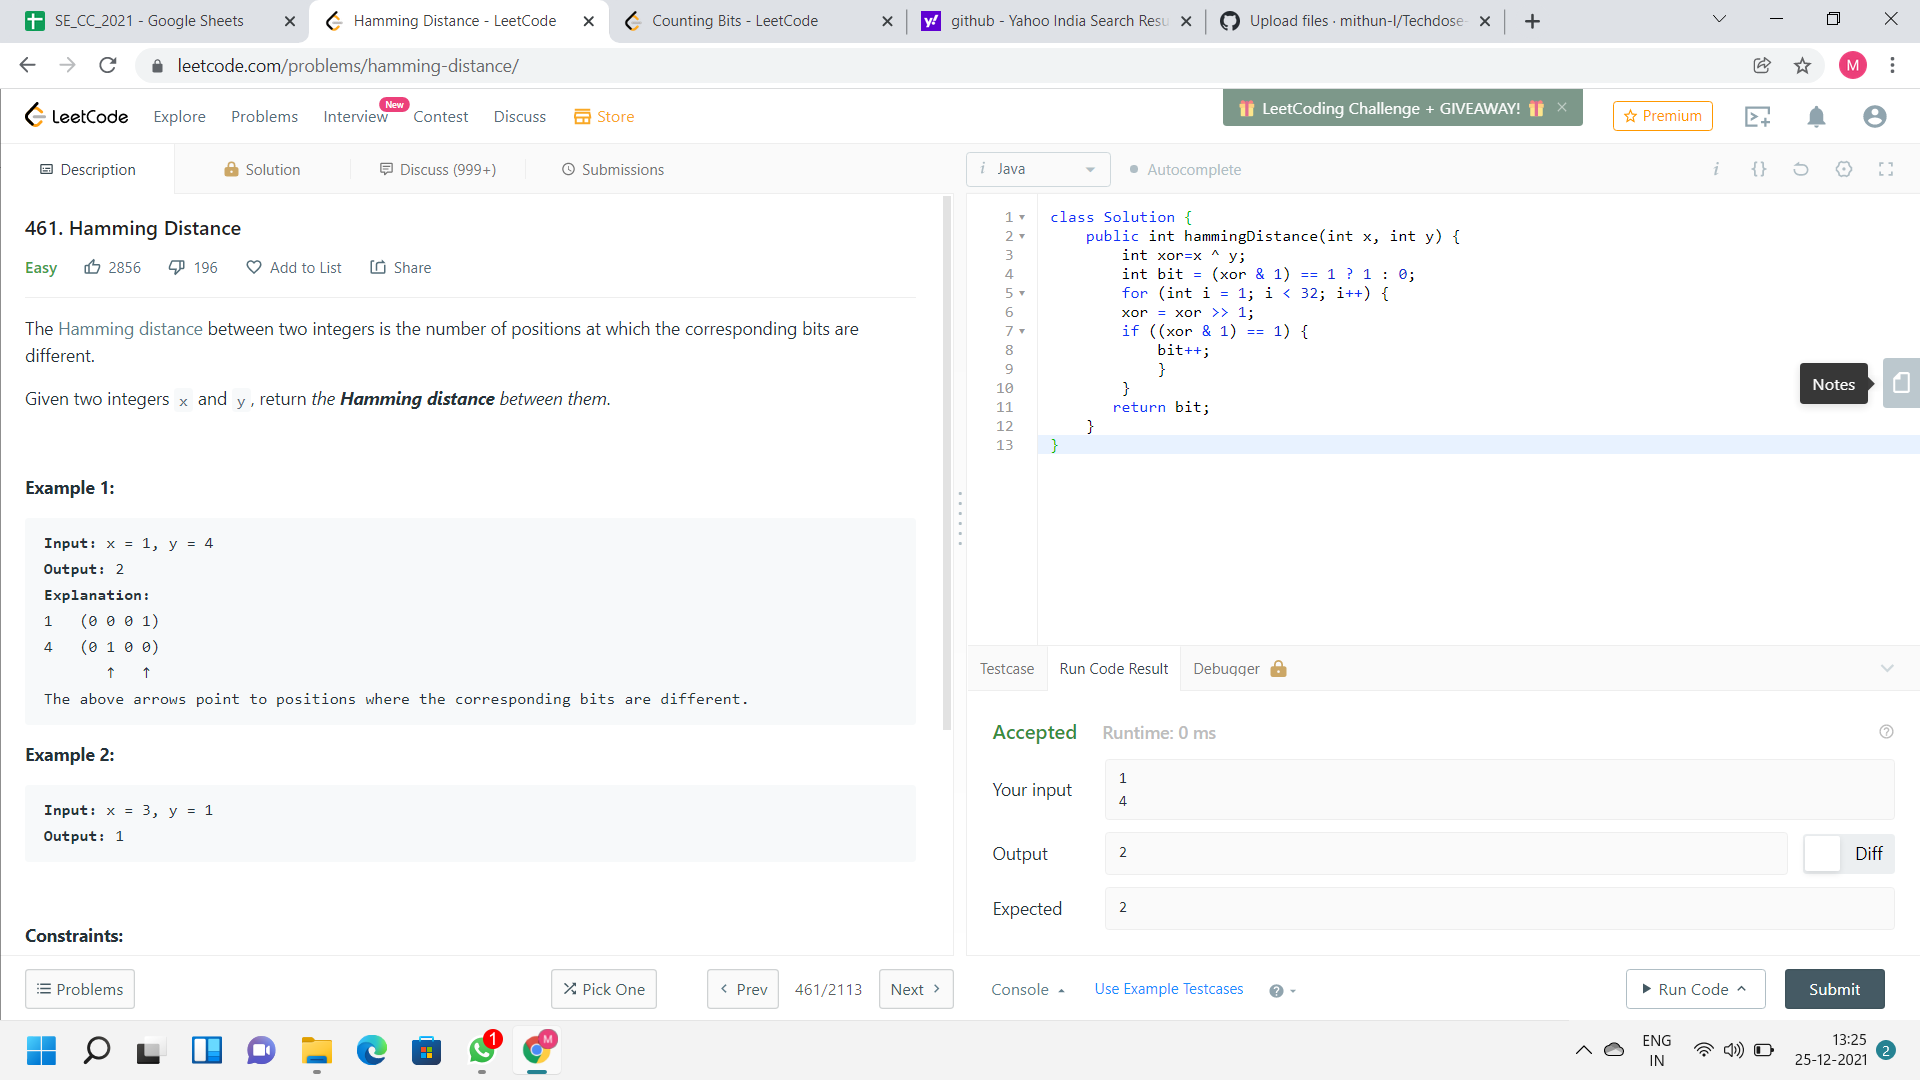 SE_CC_2021 - Google Sheets
Hamming Distance - LeetCode
Counting Bits - LeetCode
github - Yahoo India Search Resu
Upload files · mithun-l/Techdose-
leetcode.com/problems/hamming-distance/
M
LeetCode
Explore
Problems
Interview
New
Contest
Discuss
Store
LeetCoding Challenge + GIVEAWAY!
Premium
Description
Solution
Discuss (999+)
Submissions
i Java
Autocomplete
461. Hamming Distance
Easy
2856
196
Add to List
Share
The Hamming distance between two integers is the number of positions at which the corresponding bits are
different.
Given two integers x and y, return the Hamming distance between them.
Example 1:
Input: x = 1, y = 4
Output: 2
Explanation:
1   (0 0 0 1)
4   (0 1 0 0)
       ↑   ↑
The above arrows point to positions where the corresponding bits are different.
Example 2:
Input: x = 3, y = 1
Output: 1
Constraints:
Problems
Pick One
Prev
461/2113
Next
1 class Solution {
2     public int hammingDistance(int x, int y) {
3         int xor=x ^ y;
4         int bit = (xor & 1) == 1 ? 1 : 0;
5         for (int i = 1; i < 32; i++) {
6         xor = xor >> 1;
7         if ((xor & 1) == 1) {
8             bit++;
9             }
10         }
11        return bit;
12     }
13 }
Notes
Testcase
Run Code Result
Debugger
Accepted
Runtime: 0 ms
Your input
1
4
Output
2
Diff
Expected
2
Console
Use Example Testcases
Run Code
Submit
1
M
ENG
IN
13:25
25-12-2021
2